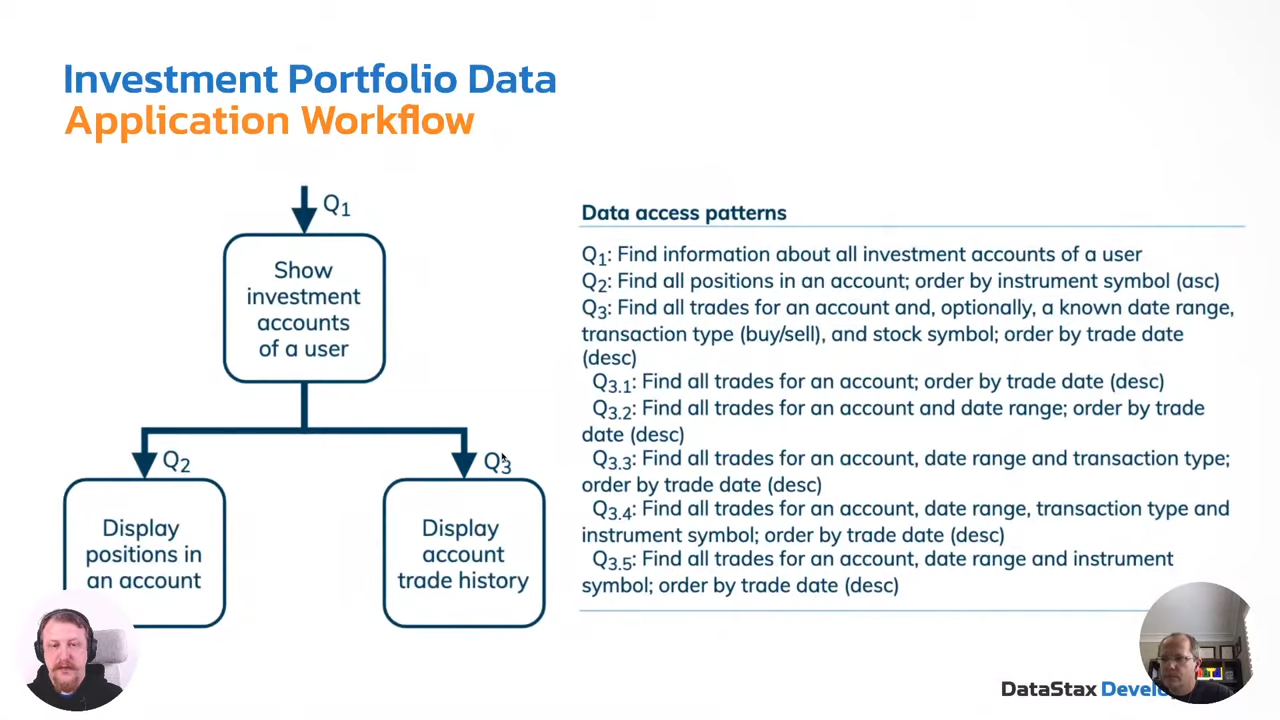 Investment Portfolio Data
Application Workflow
Q1
Show
investment
accounts
of a user
Q2
Q3
Display
positions in
an account
Display
account
trade history
Data access patterns
Q1: Find information about all investment accounts of a user
Q2: Find all positions in an account; order by instrument symbol (asc)
Q3: Find all trades for an account and, optionally, a known date range,
transaction type (buy/sell), and stock symbol; order by trade date
(desc)
Q3.1: Find all trades for an account; order by trade date (desc)
Q3.2: Find all trades for an account and date range; order by trade
date (desc)
Q3.3: Find all trades for an account, date range and transaction type;
order by trade date (desc)
Q3.4: Find all trades for an account, date range, transaction type and
instrument symbol; order by trade date (desc)
Q3.5: Find all trades for an account, date range and instrument
symbol; order by trade date (desc)
DataStax